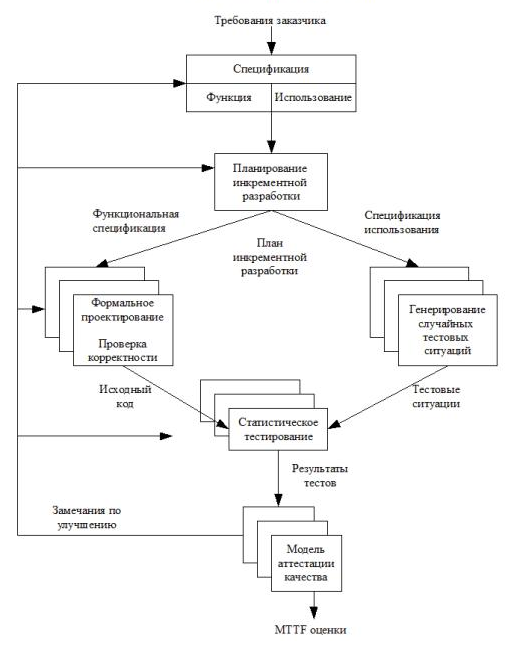 Требования заказчика
Спецификация
Функция
Использование
Планирование
инкрементной
разработки
Функциональная
спецификация
Спецификация
использования
План
инкрементной
разработки
Формальное
проектирование
Проверка
корректности
Генерирование
случайных
тестовых
ситуаций
Исходный
код
Тестовые
ситуации
Статистическое
тестирование
Результаты
тестов
Замечания по
улучшению
Модель
аттестации
качества
MTTF оценки